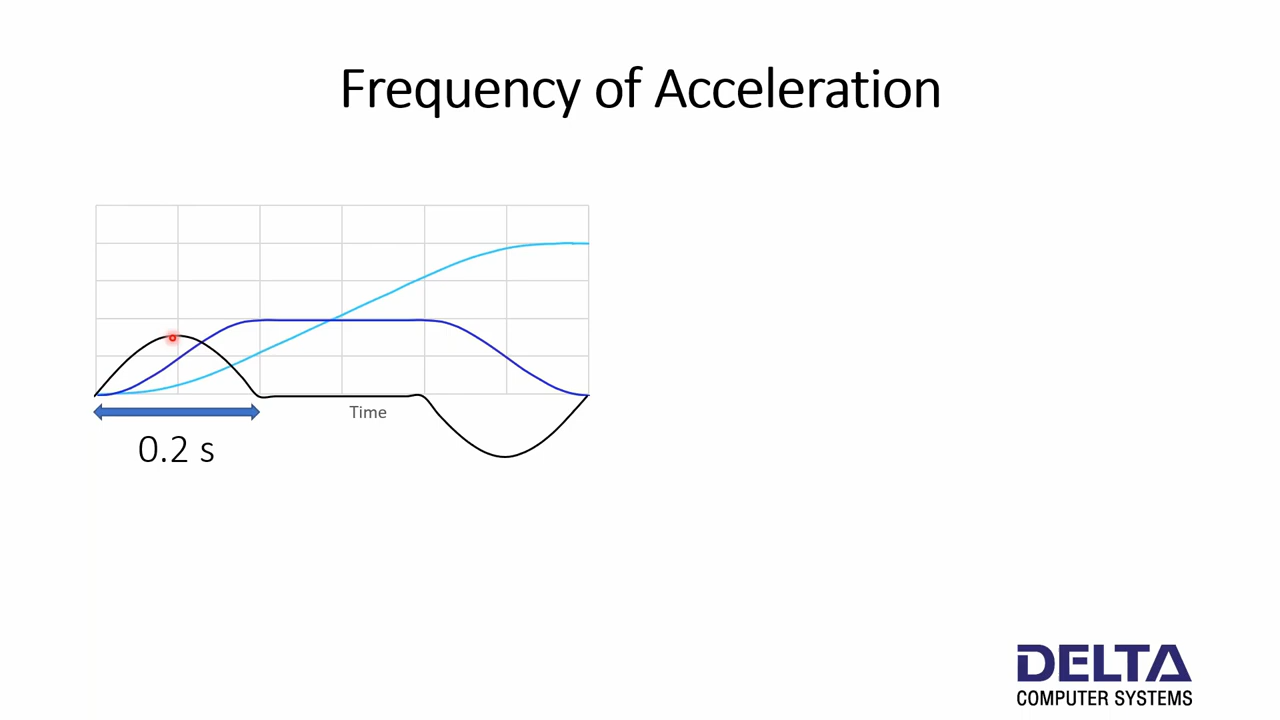 Frequency of Acceleration
Time
0.2 s
DELTA
COMPUTER SYSTEMS